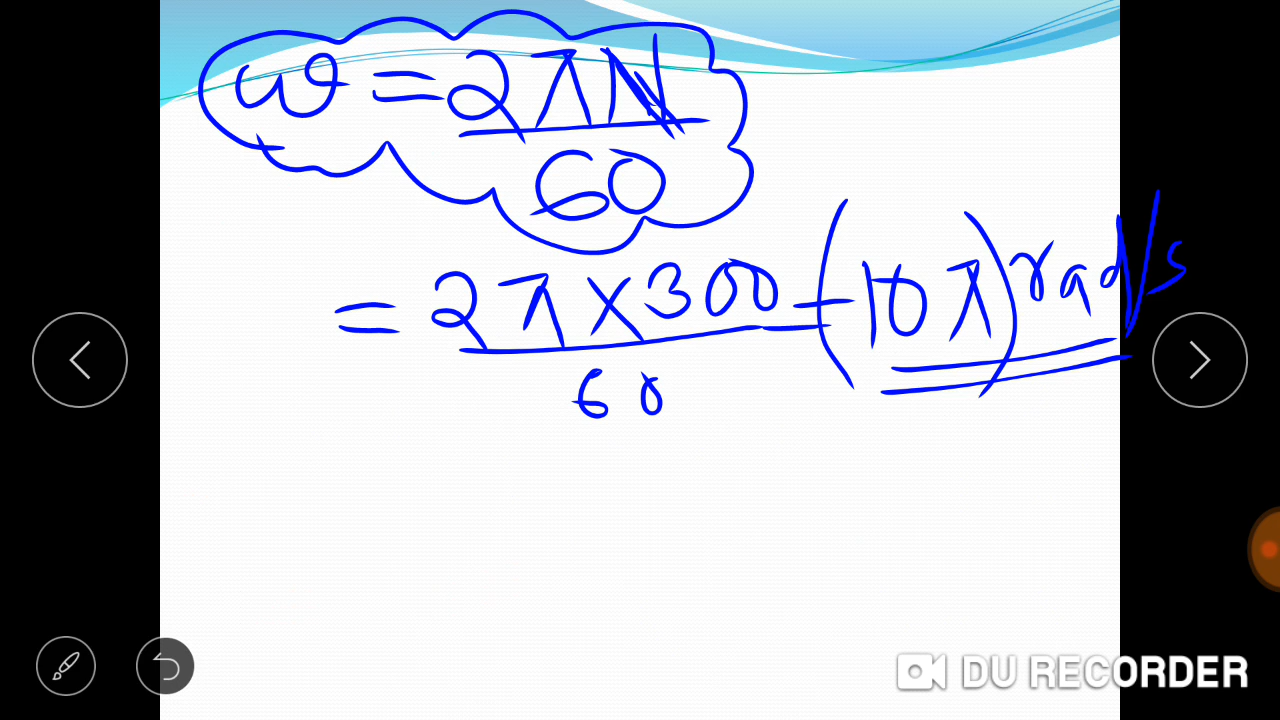 ω = 2πN
60
= 2π × 300 = (10π) rad/s
60
DU RECORDER